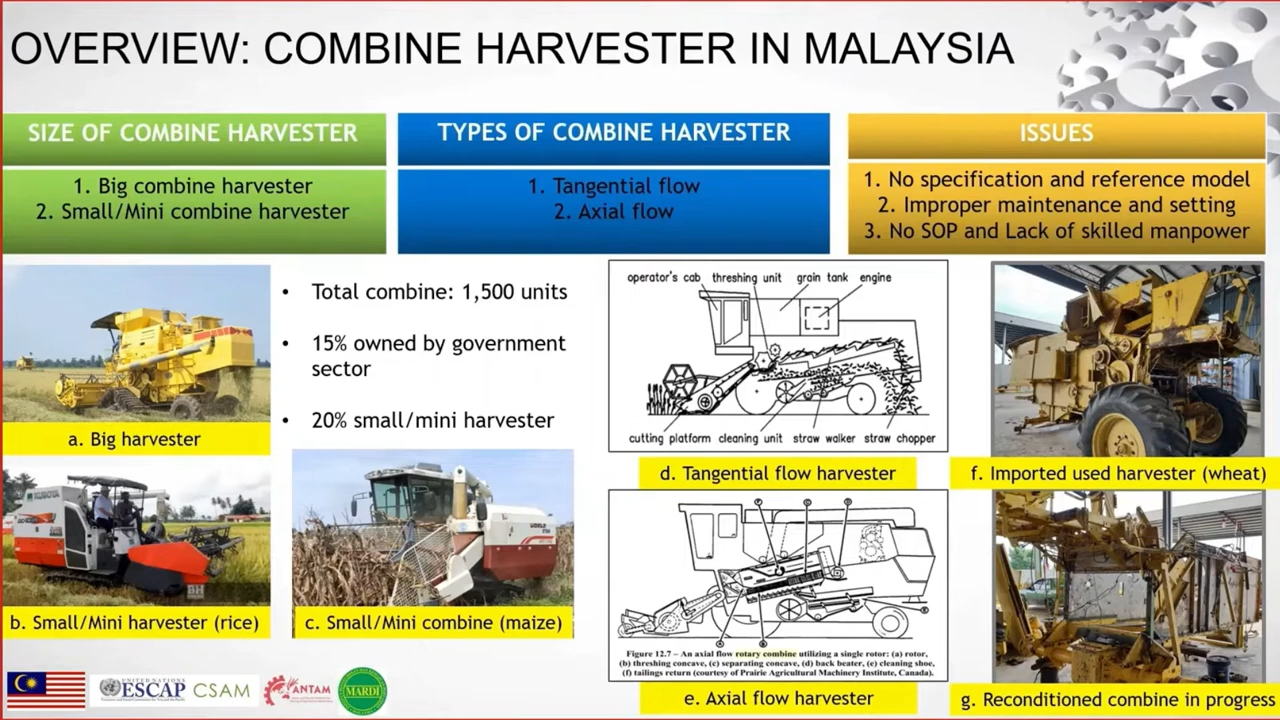 OVERVIEW: COMBINE HARVESTER IN MALAYSIA
SIZE OF COMBINE HARVESTER
1. Big combine harvester
2. Small/Mini combine harvester
TYPES OF COMBINE HARVESTER
1. Tangential flow
2. Axial flow
ISSUES
1. No specification and reference model
2. Improper maintenance and setting
3. No SOP and Lack of skilled manpower
a. Big harvester
• Total combine: 1,500 units
• 15% owned by government
sector
• 20% small/mini harvester
KUBOTA
BH
b. Small/Mini harvester (rice)
WORLD
c. Small/Mini combine (maize)
operator's cab threshing unit grain tank engine
cutting platform cleaning unit straw walker straw chopper
d. Tangential flow harvester
Figure 12.7 – An axial flow rotary combine utilizing a single rotor: (a) rotor,
(b) threshing concave, (c) separating concave, (d) back beater, (e) cleaning shoe,
(f) tailings return (courtesy of Prairie Agricultural Machinery Institute, Canada).
e. Axial flow harvester
f. Imported used harvester (wheat)
g. Reconditioned combine in progress
UNITED NATIONS
ESCAP CSAM
ANTAM
MARDI